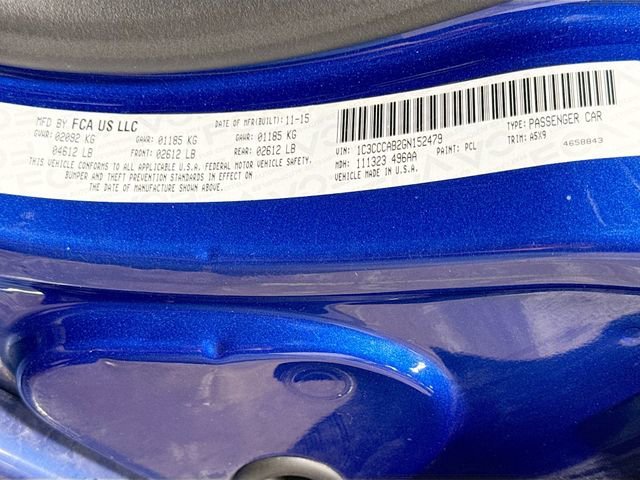 MFD BY FCA US LLC DATE OF MFR(BUILT): 11-15
GVWR: 02092 KG GAWR: 01185 KG GAWR: 01185 KG
04612 LB FRONT: 02612 LB REAR: 02612 LB
THIS VEHICLE CONFORMS TO ALL APPLICABLE U.S.A. FEDERAL MOTOR VEHICLE SAFETY,
BUMPER AND THEFT PREVENTION STANDARDS IN EFFECT ON
THE DATE OF MANUFACTURE SHOWN ABOVE.
VIN: 1C3CCCAB2GN152479 TYPE: PASSENGER CAR
MDH: 111323 496AA PAINT: PCL TRIM: A5X9
VEHICLE MADE IN U.S.A. 4658843